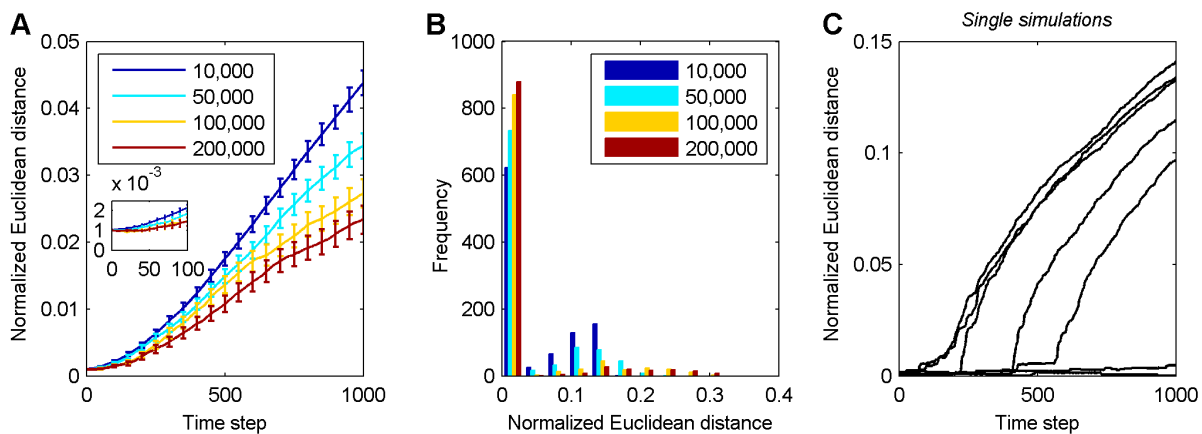 A
Normalized Euclidean distance
0.05
0.04
0.03
0.02
0.01
0
10,000
50,000
100,000
200,000
x 10-3
2
1
0
0 50 100
0 500 1000
Time step
B
Frequency
1000
800
600
400
200
0
10,000
50,000
100,000
200,000
0 0.1 0.2 0.3 0.4
Normalized Euclidean distance
C
Single simulations
Normalized Euclidean distance
0.15
0.1
0.05
0
0 500 1000
Time step